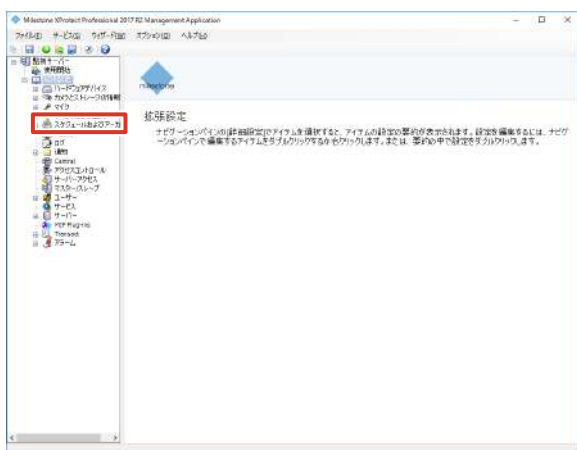 Milestone XProtect Professional 2017 R2 Management Application
ファイル(F) サービス(S) ウィザード(W) オプション(O) ヘルプ(H)
監視サーバー
使用開始
ハードウェアデバイス
カメラとストレージの情報
マイク
スケジュールおよびアーカ
ログ
通知
Central
アクセスコントロール
サーバーアクセス
マスター/スレーブ
ユーザー
サービス
サーバー
MIP Plug-ins
Transact
アラーム
milestone
拡張設定
ナビゲーションペインの[詳細設定]でアイテムを選択すると、アイテムの設定の要約が表示されます。設定を編集するには、ナビゲ
ーションペインで編集するアイテムをダブルクリックするか右クリックします。または、要約の中で設定をダブルクリックします。